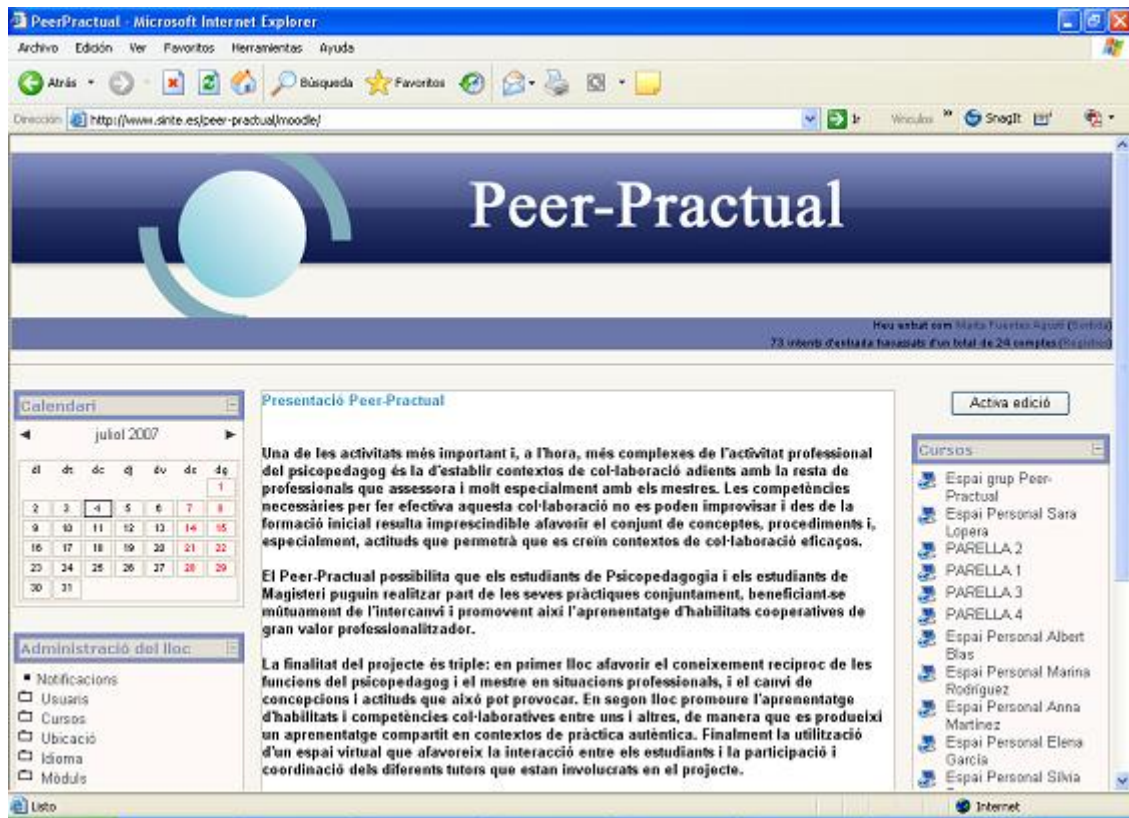 PeerPractual - Microsoft Internet Explorer
Archivo Edición Ver Favoritos Herramientas Ayuda
Atrás Búsqueda Favoritos
Dirección http://www.sinte.es/peer-practual/moodle/ Ir Vínculos » SnagIt
Peer-Practual
Heu entrat com Marta Fuentes Agustí (Sortida)
73 intents d'entrada fracassats d'un total de 24 comptes (Registres)
Calendari
◄ juliol 2007 ►
dl dt dc dj dv ds dg
1
2 3 4 5 6 7 8
9 10 11 12 13 14 15
16 17 18 19 20 21 22
23 24 25 26 27 28 29
30 31
Administració del lloc
Notificacions
Usuaris
Cursos
Ubicació
Idioma
Mòduls
Presentació Peer-Practual
Una de les activitats més important i, a l'hora, més complexes de l'activitat professional
del psicopedagog és la d'establir contextos de col·laboració adients amb la resta de
professionals que assessora i molt especialment amb els mestres. Les competències
necessàries per fer efectiva aquesta col·laboració no es poden improvisar i des de la
formació inicial resulta imprescindible afavorir el conjunt de conceptes, procediments i,
especialment, actituds que permetrà que es creïn contextos de col·laboració eficaços.
El Peer-Practual possibilita que els estudiants de Psicopedagogia i els estudiants de
Magisteri puguin realitzar part de les seves pràctiques conjuntament, beneficiant-se
mútuament de l'intercanvi i promovent així l'aprenentatge d'habilitats cooperatives de
gran valor professionalitzador.
La finalitat del projecte és triple: en primer lloc afavorir el coneixement recíproc de les
funcions del psicopedagog i el mestre en situacions professionals, i el canvi de
concepcions i actituds que això pot provocar. En segon lloc promoure l'aprenentatge
d'habilitats i competències col·laboratives entre uns i altres, de manera que es produeixi
un aprenentatge compartit en contextos de pràctica autèntica. Finalment la utilització
d'un espai virtual que afavoreix la interacció entre els estudiants i la participació i
coordinació dels diferents tutors que estan involucrats en el projecte.
Activa edició
Cursos
Espai grup Peer-
Practual
Espai Personal Sara
Lopera
PARELLA 2
PARELLA 1
PARELLA 3
PARELLA 4
Espai Personal Albert
Blas
Espai Personal Marina
Rodríguez
Espai Personal Anna
Martínez
Espai Personal Elena
García
Espai Personal Sílvia
Listo Internet